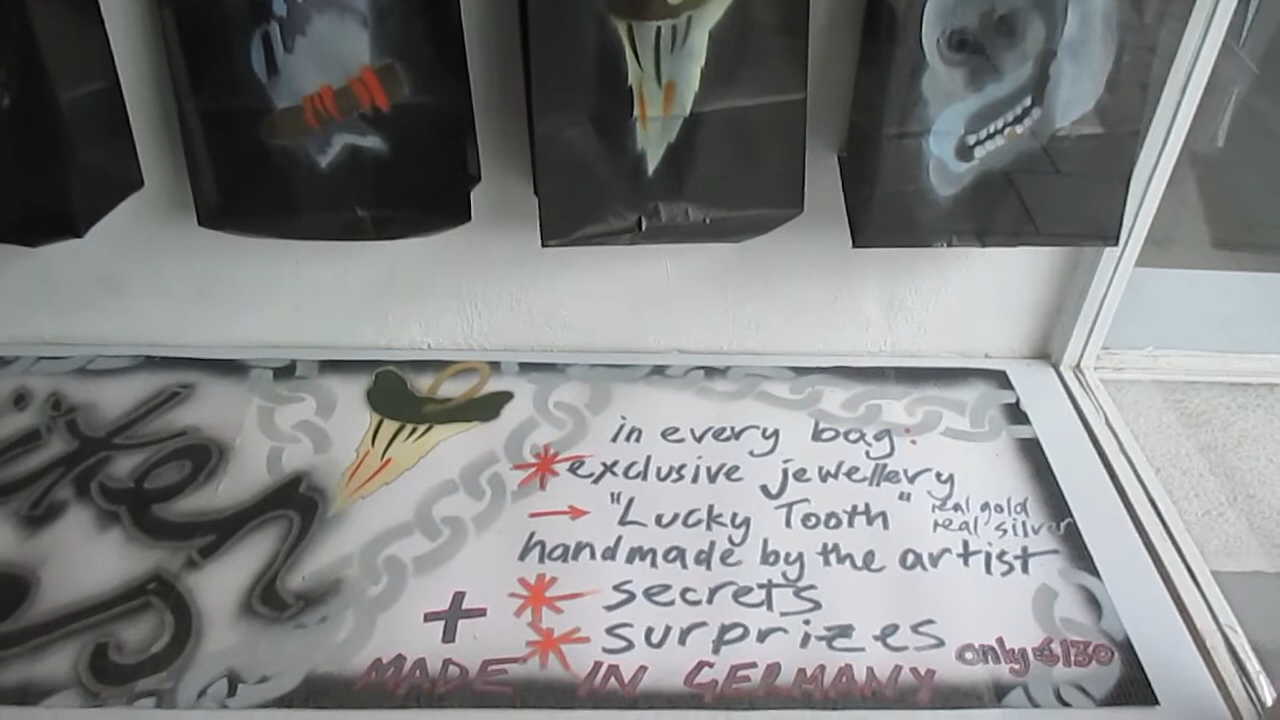 in every bag:
*exclusive jewellery
→ "Lucky Tooth" real gold
real silver
handmade by the artist
+ * secrets
* surprizes
only €130
MADE IN GERMANY